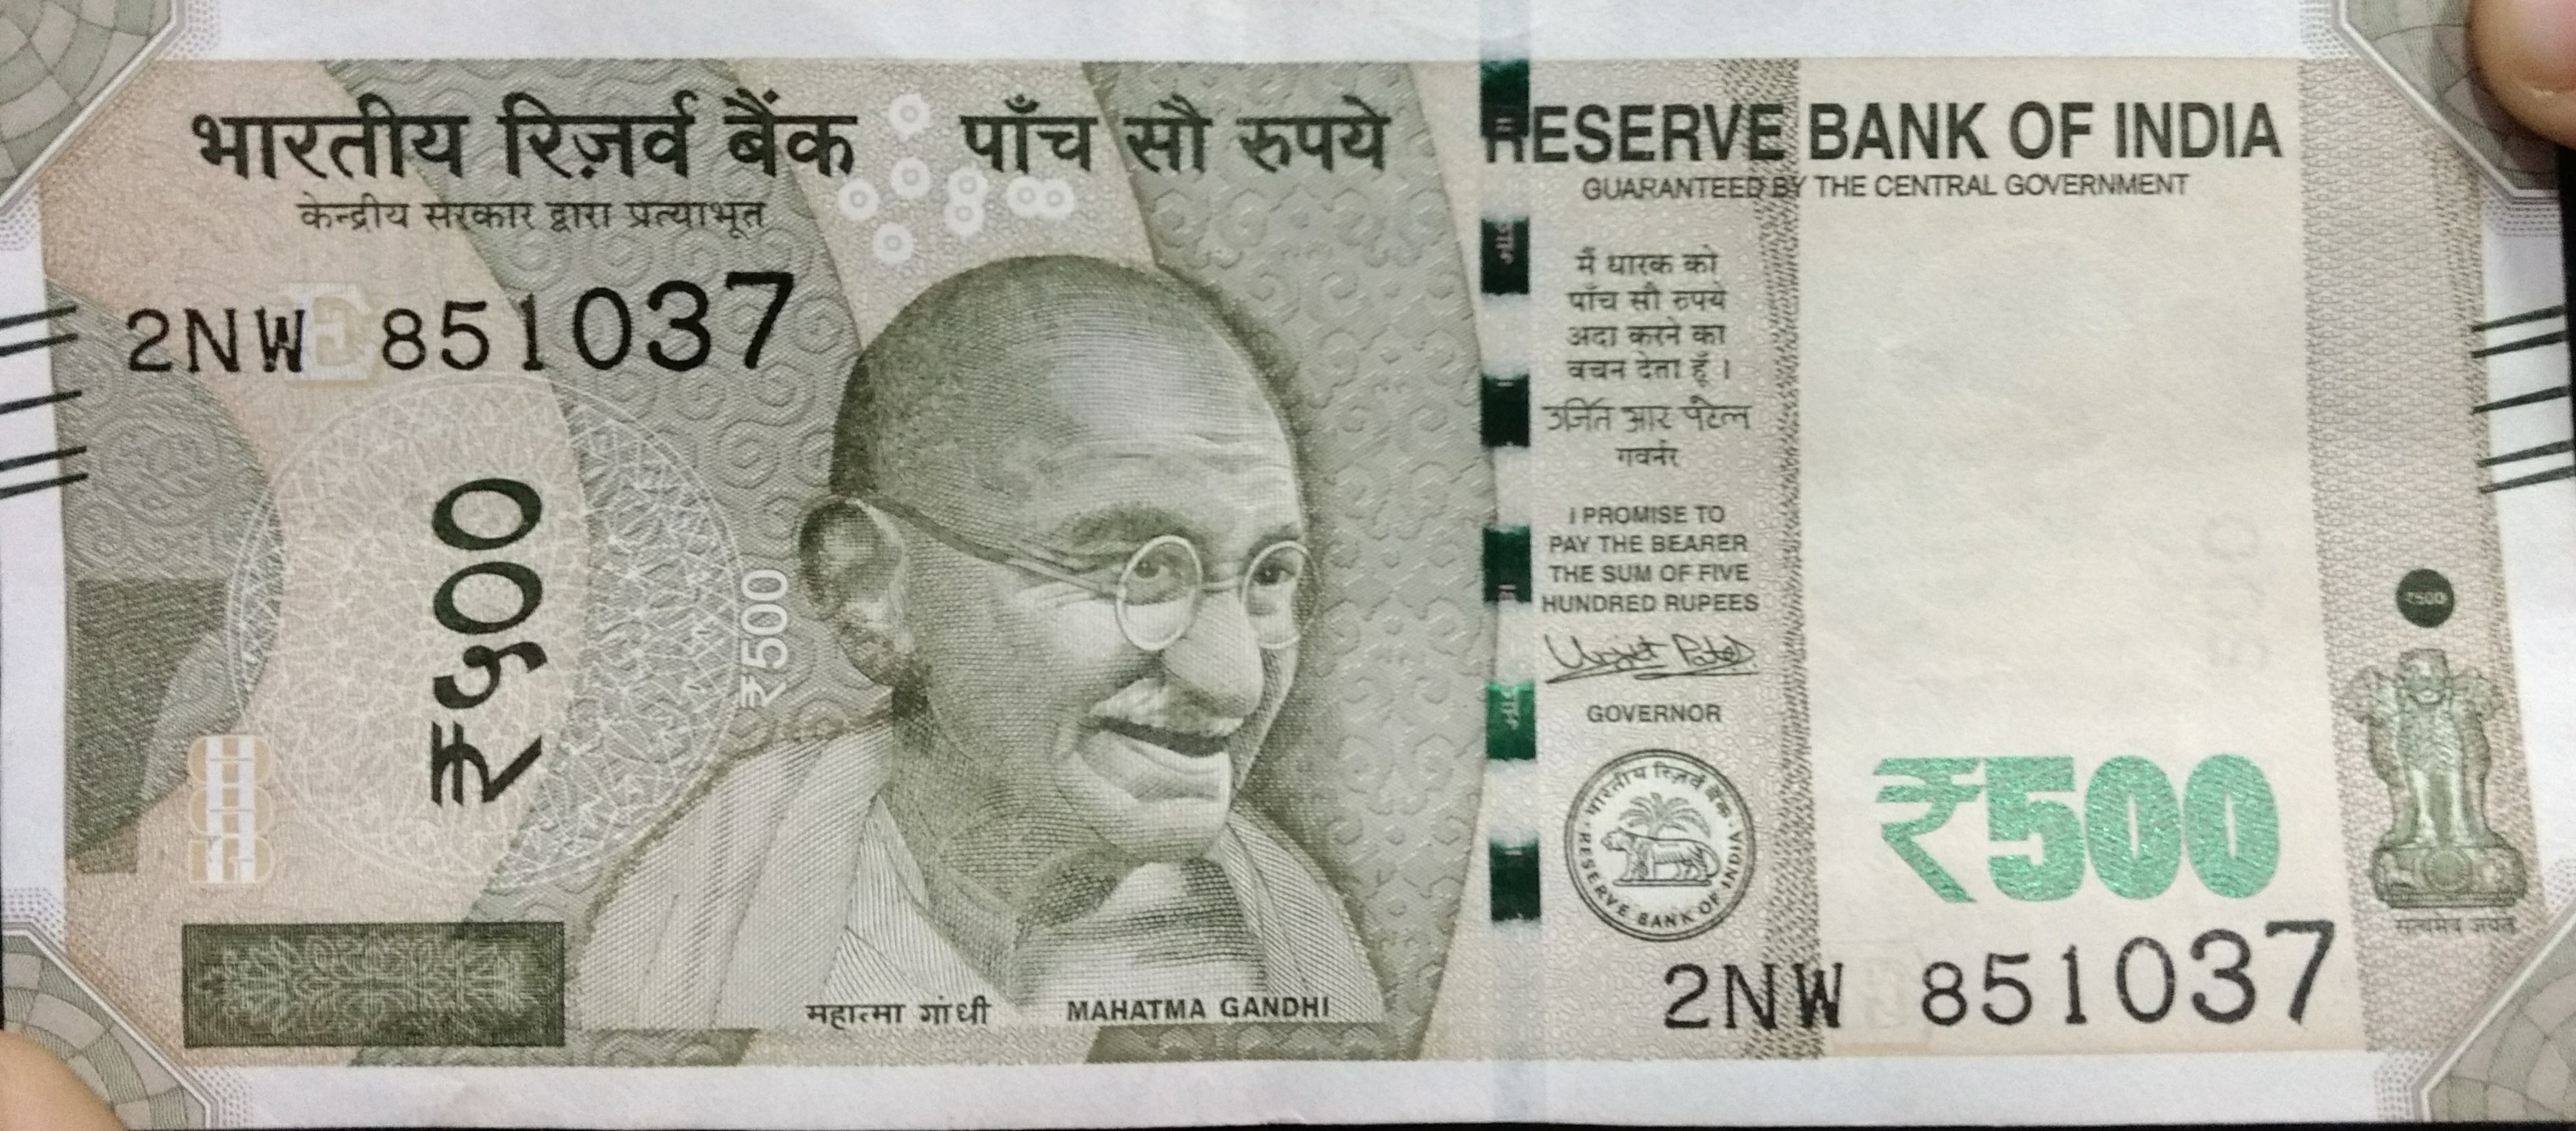 भारतीय रिज़र्व बैंक
केन्द्रीय सरकार द्वारा प्रत्याभूत
पाँच सौ रुपये
RESERVE BANK OF INDIA
GUARANTEED BY THE CENTRAL GOVERNMENT
2NW 851037
₹५००
₹500
मैं धारक को
पाँच सौ रुपये
अदा करने का
वचन देता हूँ ।
उर्जित आर पटेल
गवर्नर
I PROMISE TO
PAY THE BEARER
THE SUM OF FIVE
HUNDRED RUPEES
Urjit Patel
GOVERNOR
भारतीय रिज़र्व बैंक
RESERVE BANK OF INDIA
₹500
₹500
सत्यमेव जयते
2NW 851037
महात्मा गांधी MAHATMA GANDHI